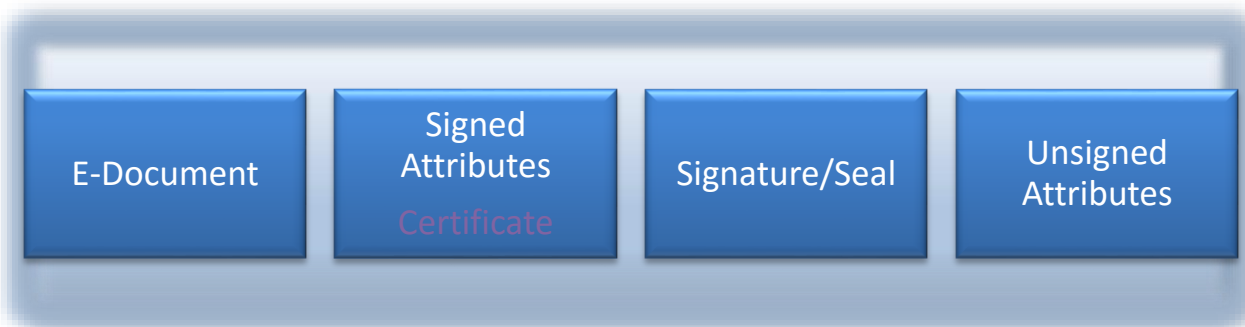 E-Document
Signed
Attributes
Certificate
Signature/Seal
Unsigned
Attributes